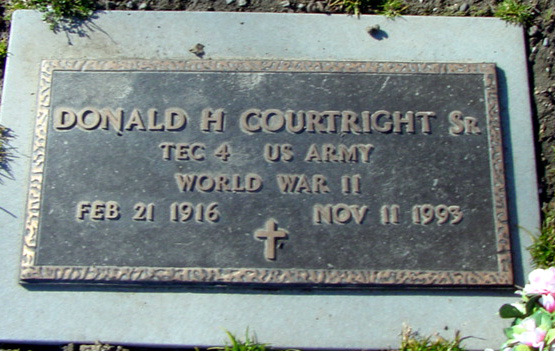 DONALD H COURTRIGHT SR
TEC 4 US ARMY
WORLD WAR II
FEB 21 1916 NOV 11 1993